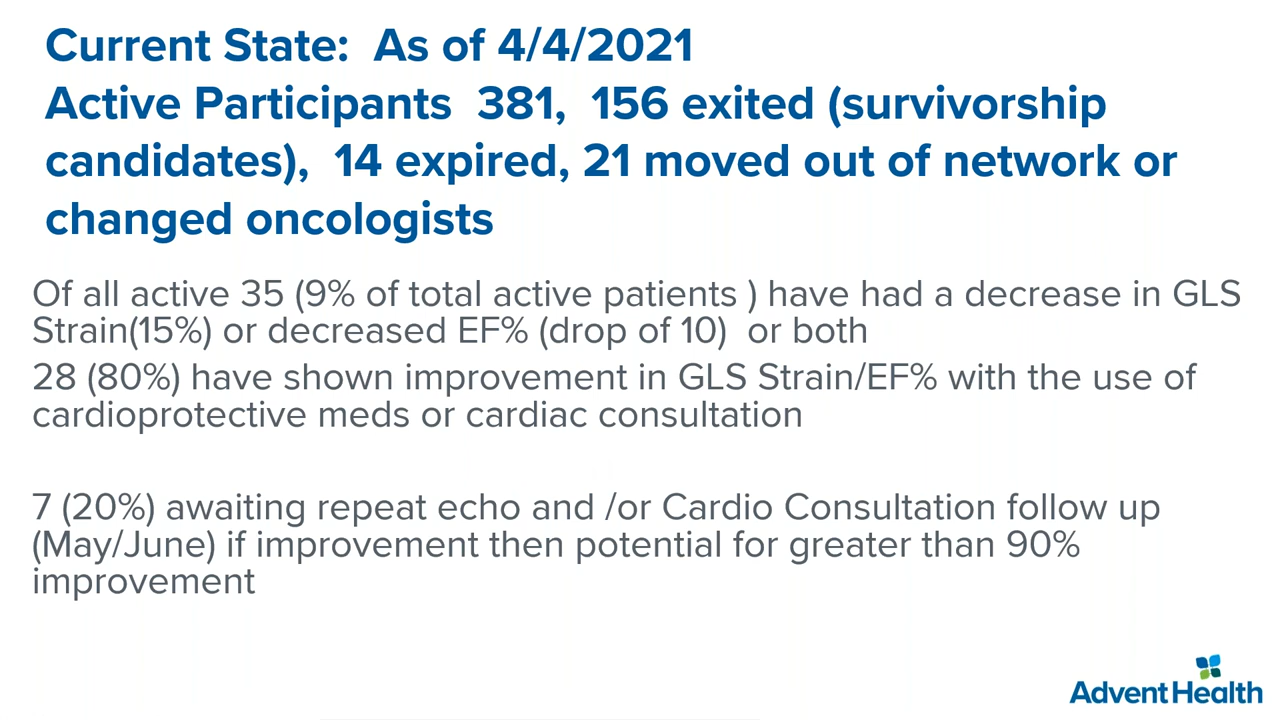 Current State:  As of 4/4/2021
Active Participants  381,  156 exited (survivorship
candidates),  14 expired, 21 moved out of network or
changed oncologists
Of all active 35 (9% of total active patients ) have had a decrease in GLS
Strain(15%) or decreased EF% (drop of 10)  or both
28 (80%) have shown improvement in GLS Strain/EF% with the use of
cardioprotective meds or cardiac consultation
7 (20%) awaiting repeat echo and /or Cardio Consultation follow up
(May/June) if improvement then potential for greater than 90%
improvement
Advent Health